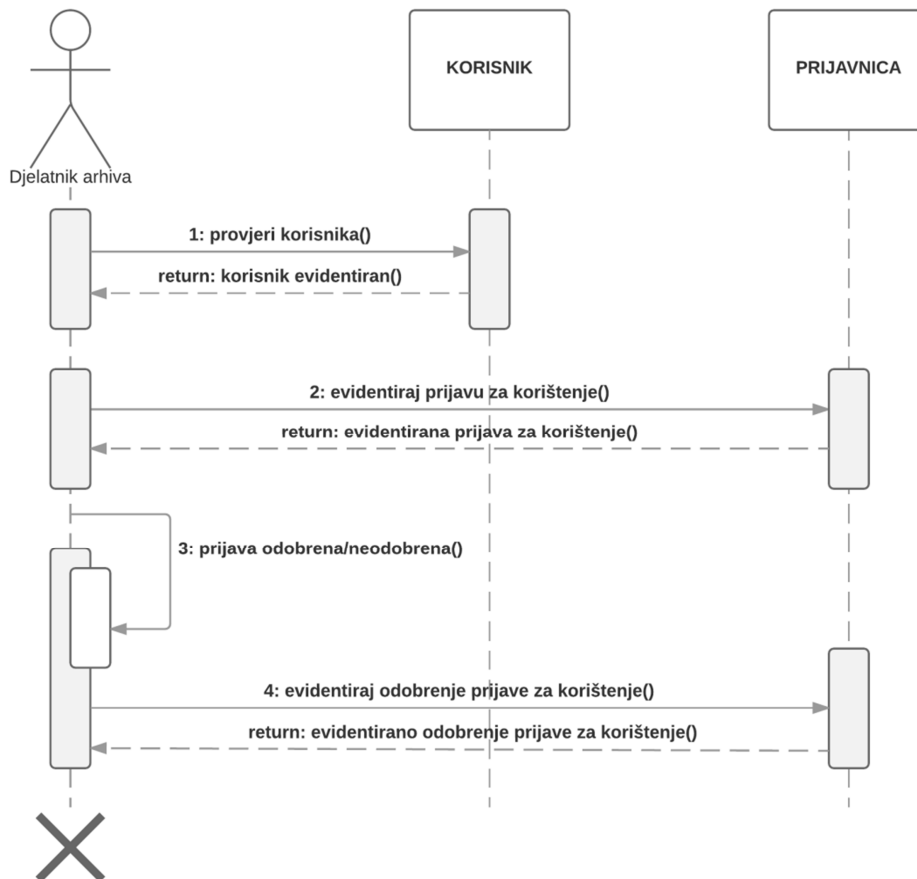 KORISNIK
PRIJAVNICA
Djelatnik arhiva
1: provjeri korisnika()
return: korisnik evidentiran()
2: evidentiraj prijavu za korištenje()
return: evidentirana prijava za korištenje()
3: prijava odobrena/neodobrena()
4: evidentiraj odobrenje prijave za korištenje()
return: evidentirano odobrenje prijave za korištenje()